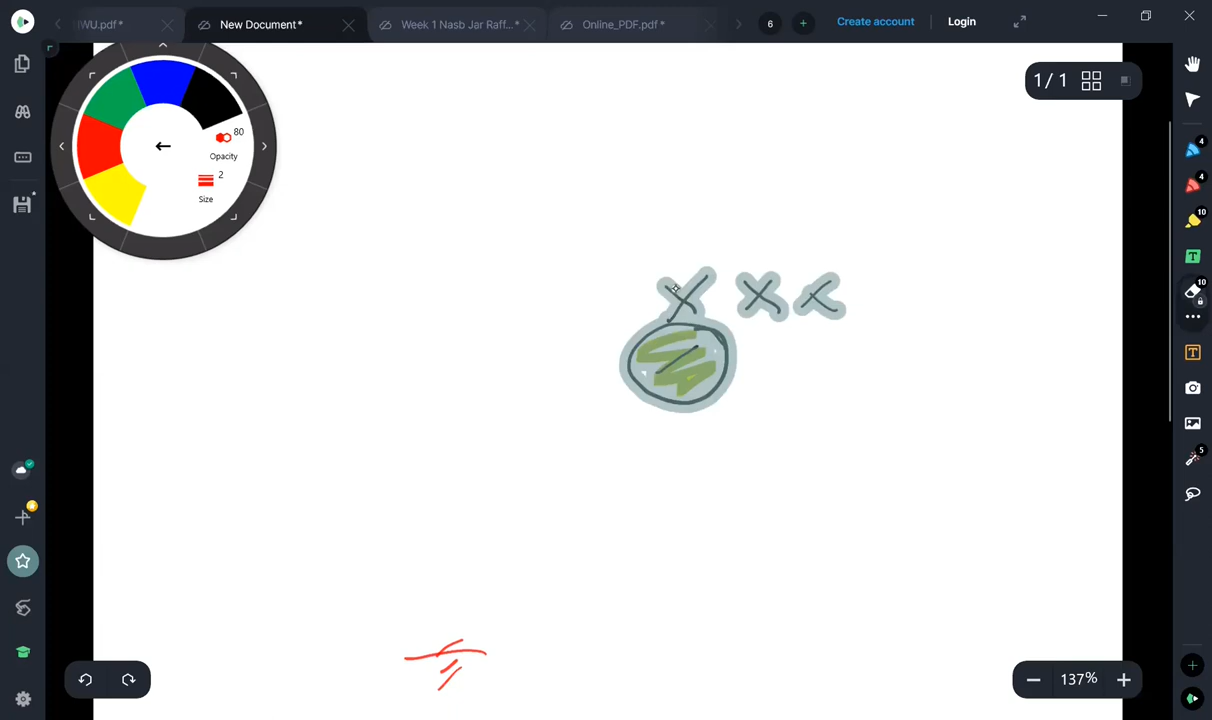 NU.pdf*
New Document*
Week 1 Nasb Jar Raff...*
Online_PDF.pdf*
6
Create account
Login
1/ 1
80
Opacity
2
Size
4
4
10
T
10
T
5
x x x
137%